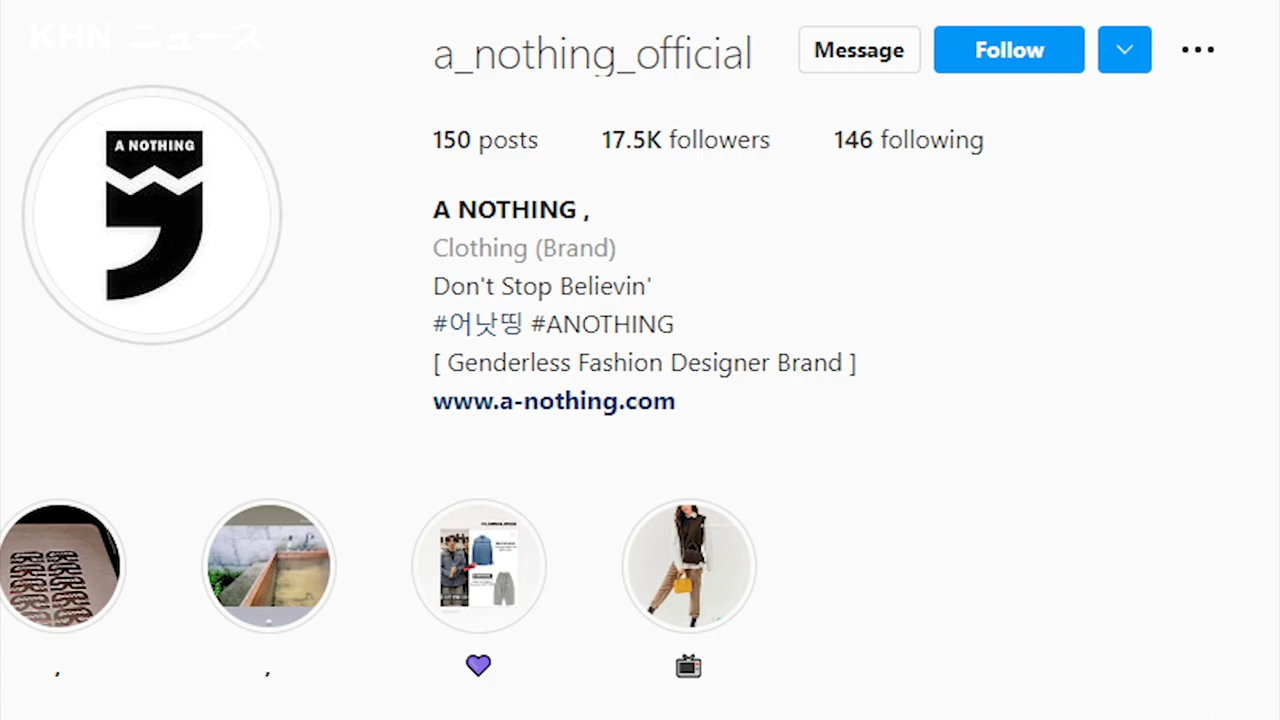 KHN ニュース
a_nothing_official
Message
Follow
150 posts
17.5K followers
146 following
A NOTHING
A NOTHING ,
Clothing (Brand)
Don't Stop Believin'
#어낫띵 #ANOTHING
[ Genderless Fashion Designer Brand ]
www.a-nothing.com
,
,